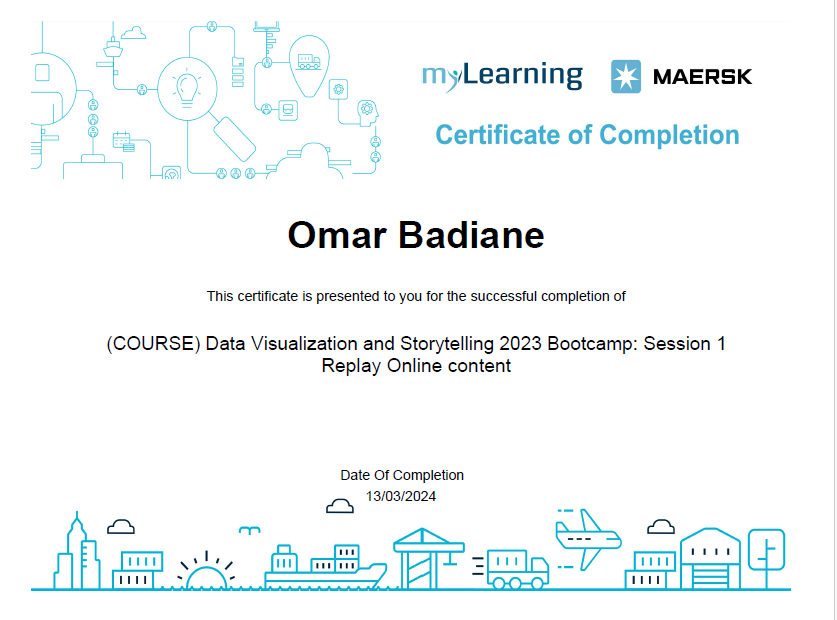 myLearning
MAERSK
Certificate of Completion
Omar Badiane
This certificate is presented to you for the successful completion of
(COURSE) Data Visualization and Storytelling 2023 Bootcamp: Session 1
Replay Online content
Date Of Completion
13/03/2024